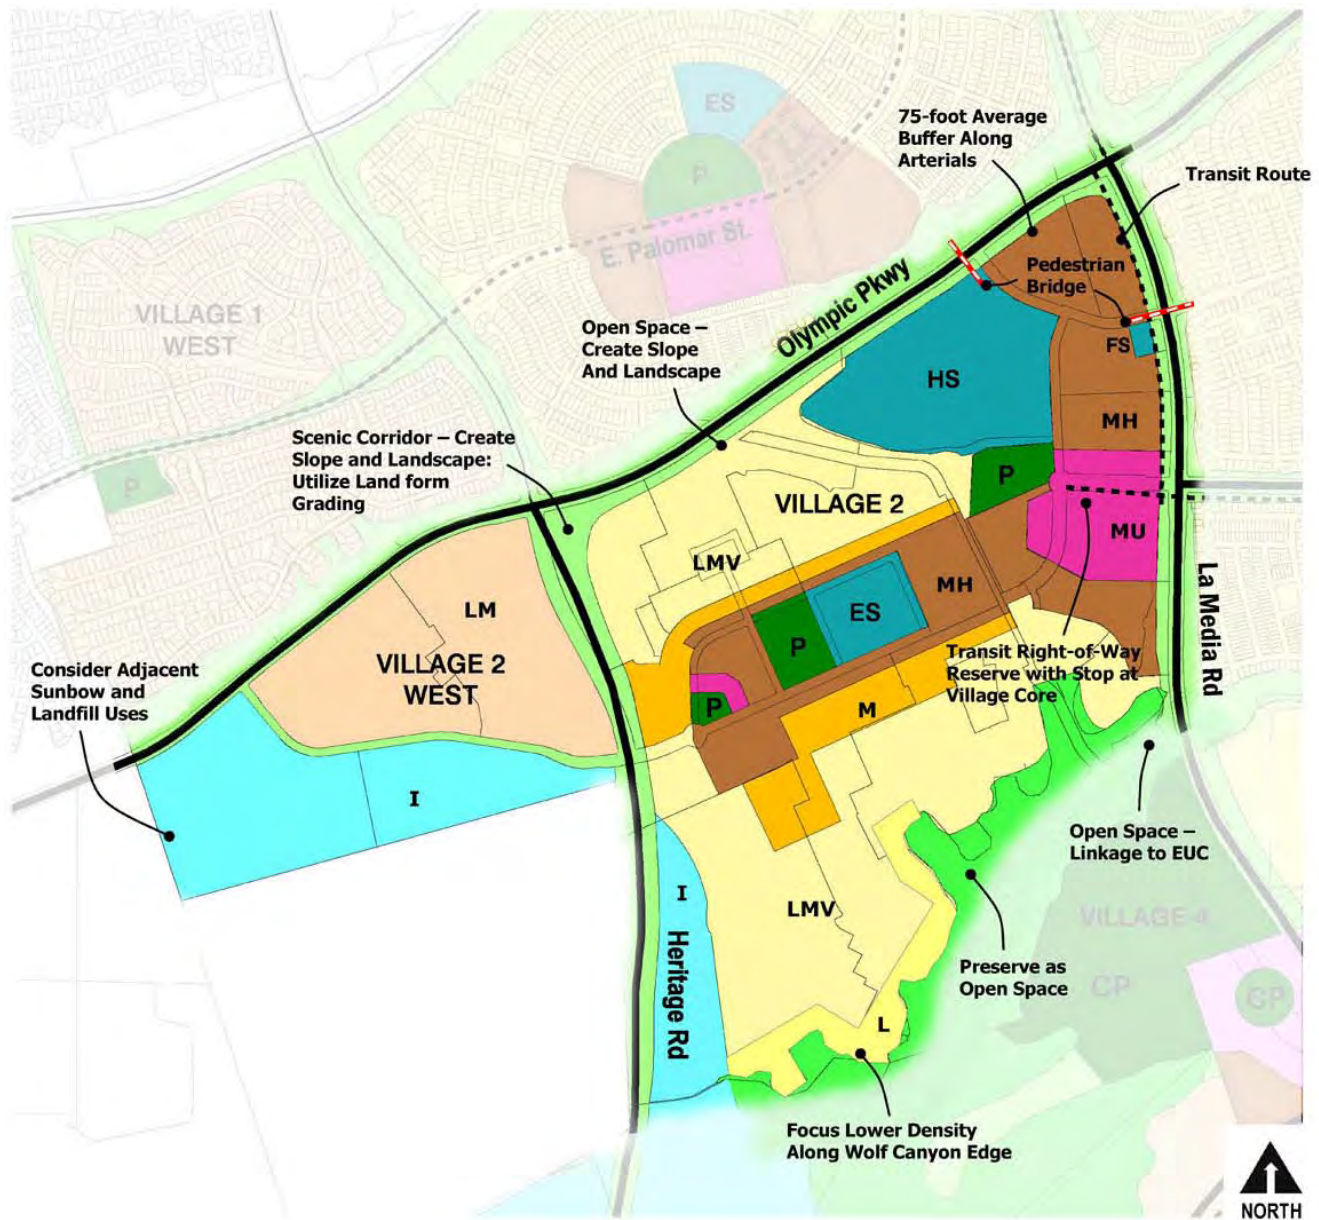 ES
75-foot Average
Buffer Along
Arterials
P
Transit Route
E. Palomar St.
Pedestrian
Bridge
Olympic Pkwy
VILLAGE 1
WEST
Open Space –
Create Slope
And Landscape
FS
HS
MH
Scenic Corridor – Create
Slope and Landscape:
Utilize Land form
Grading
P
P
VILLAGE 2
MU
LMV
MH
La Media Rd
LM
ES
P
Transit Right-of-Way
Reserve with Stop at
Village Core
VILLAGE 2
WEST
Consider Adjacent
Sunbow and
Landfill Uses
P
M
I
Open Space –
Linkage to EUC
I
LMV
VILLAGE 4
Heritage Rd
Preserve as
Open Space
CP
CP
L
Focus Lower Density
Along Wolf Canyon Edge
NORTH